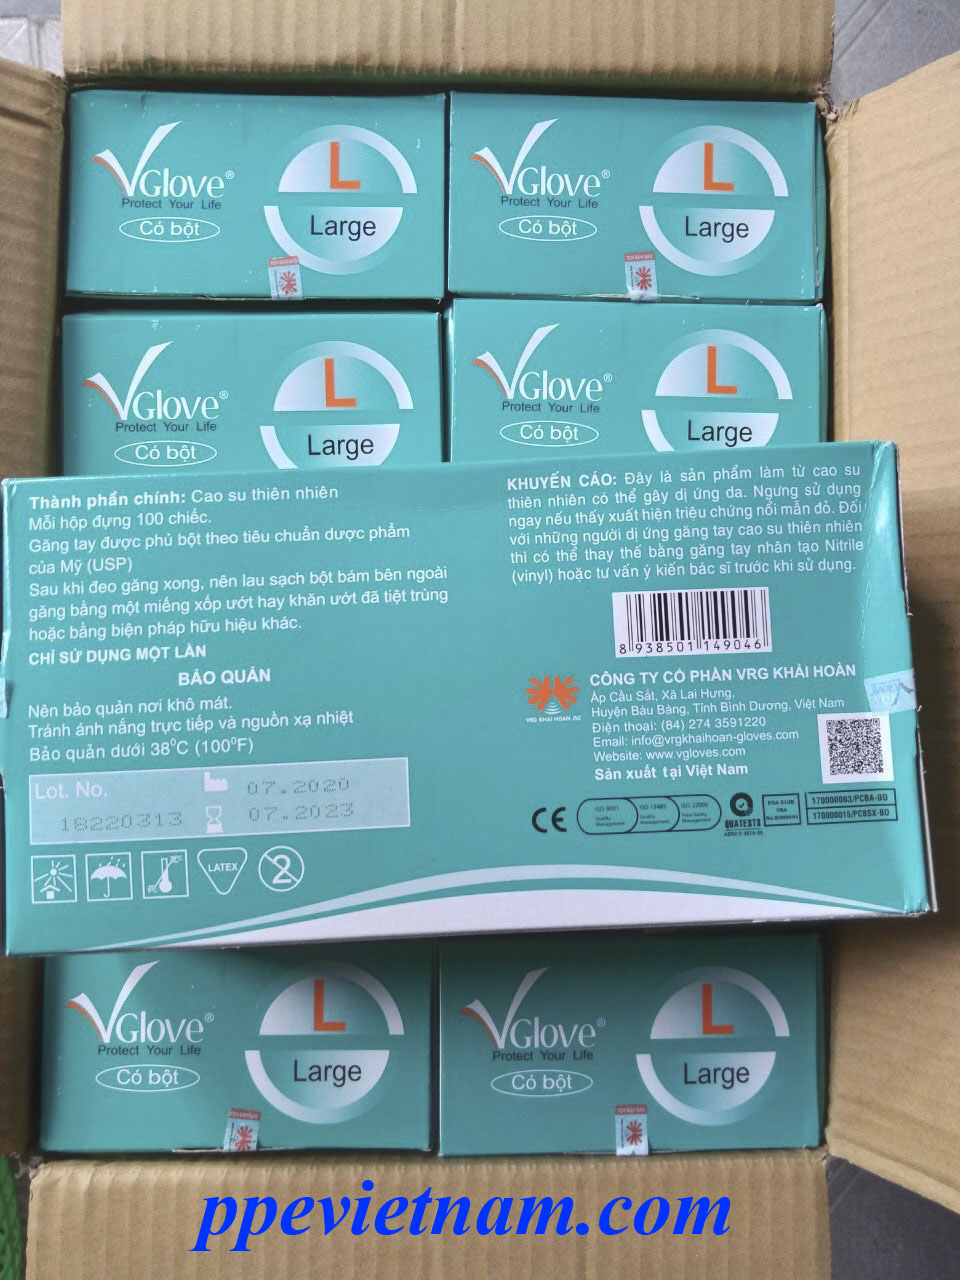 VGlove®
Protect Your Life
Có bột
L
Large
VGlove®
Protect Your Life
Có bột
L
Large
VGlove®
Protect Your Life
Có bột
L
Large
VGlove®
Protect Your Life
Có bột
L
Large
Thành phần chính: Cao su thiên nhiên
Mỗi hộp đựng 100 chiếc.
Găng tay được phủ bột theo tiêu chuẩn dược phẩm
của Mỹ (USP)
Sau khi đeo găng xong, nên lau sạch bột bám bên ngoài
găng bằng một miếng xốp ướt hay khăn ướt đã tiệt trùng
hoặc bằng biện pháp hữu hiệu khác.
CHỈ SỬ DỤNG MỘT LẦN
BẢO QUẢN
Nên bảo quản nơi khô mát.
Tránh ánh nắng trực tiếp và nguồn xạ nhiệt
Bảo quản dưới 38°C (100°F)
Lot. No.
18220313
07.2020
07.2023
LATEX
2
KHUYẾN CÁO: Đây là sản phẩm làm từ cao su
thiên nhiên có thể gây dị ứng da. Ngưng sử dụng
ngay nếu thấy xuất hiện triệu chứng nổi mẩn đỏ. Đối
với những người dị ứng găng tay cao su thiên nhiên
thì có thể thay thế bằng găng tay nhân tạo Nitrile
(vinyl) hoặc tư vấn ý kiến bác sĩ trước khi sử dụng.
8 938501 149046
VRG KHAI HOAN JSC
CÔNG TY CỔ PHẦN VRG KHẢI HOÀN
Ấp Cầu Sắt, Xã Lai Hưng,
Huyện Bàu Bàng, Tỉnh Bình Dương, Việt Nam
Điện thoại: (84) 274 3591220
Email: info@vrgkhaihoan-gloves.com
Website: www.vgloves.com
Sản xuất tại Việt Nam
CE
ISO 9001
Quality
Management
ISO 13485
Quality
Management
ISO 22000
Food Safety
Management
QUATEST3
170000063/PCBA-BD
170000015/PCBSX-BD
VGlove®
Protect Your Life
Có bột
L
Large
VGlove®
Protect Your Life
Có bột
L
Large
ppevietnam.com